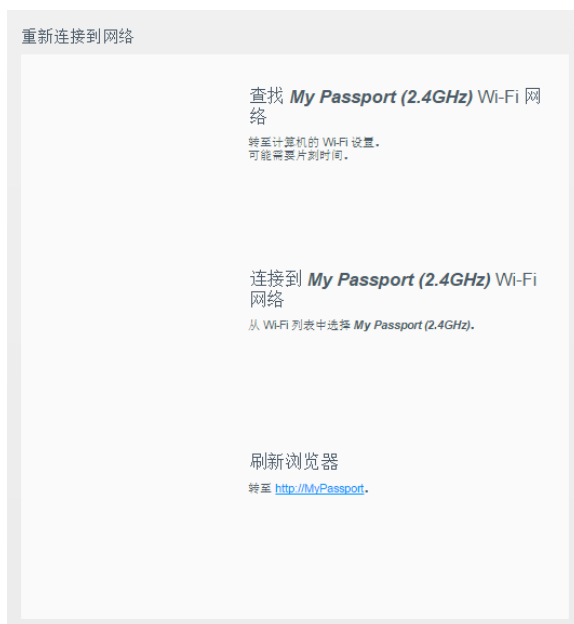 重新连接到网络
查找 My Passport (2.4GHz) Wi-Fi 网
络
转至计算机的 Wi-Fi 设置。
可能需要片刻时间。
连接到 My Passport (2.4GHz) Wi-Fi
网络
从 Wi-Fi 列表中选择 My Passport (2.4GHz)。
刷新浏览器
转至 http://MyPassport。